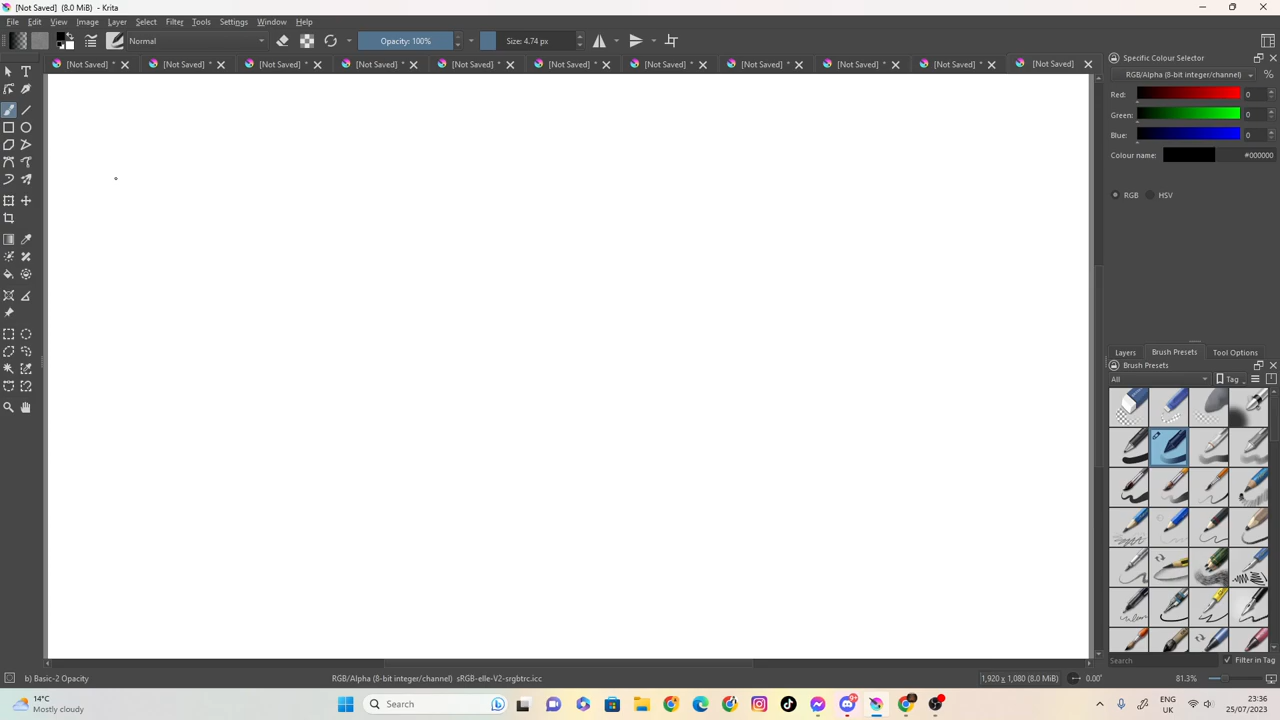 [Not Saved] (8.0 MiB) - Krita
File Edit View Image Layer Select Filter Tools Settings Window Help
Normal Opacity: 100% Size: 4.74 px
[Not Saved] * [Not Saved] * [Not Saved] * [Not Saved] * [Not Saved] * [Not Saved] * [Not Saved] * [Not Saved] * [Not Saved] * [Not Saved] * [Not Saved]
Specific Colour Selector
RGB/Alpha (8-bit integer/channel) %
Red: 0
Green: 0
Blue: 0
Colour name: #000000
RGB HSV
Layers Brush Presets Tool Options
Brush Presets
All Tag
Search Filter in Tag
b) Basic-2 Opacity RGB/Alpha (8-bit integer/channel) sRGB-elle-V2-srgbtrc.icc 1,920 x 1,080 (8.0 MiB) 0.00° 81.3%
14°C
Mostly cloudy
Search
ENG
UK
23:36
25/07/2023